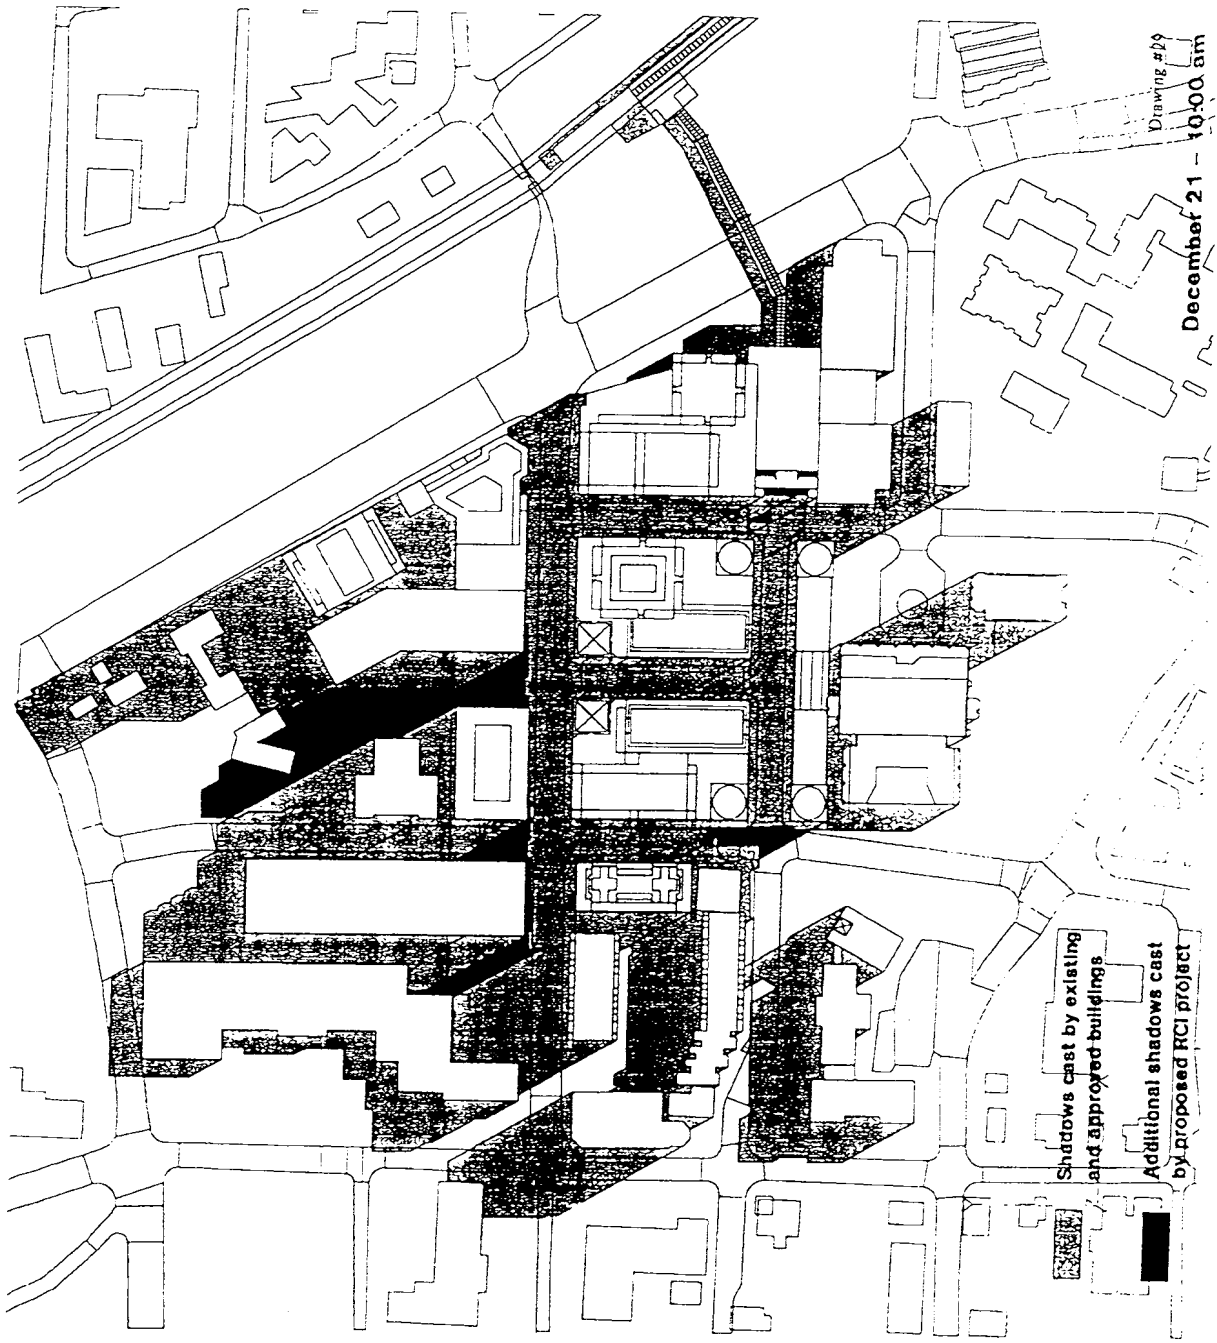 Drawing #29
December 21 - 10:00 am
Shadows cast by existing
and approved buildings
Additional shadows cast
by proposed RCI project